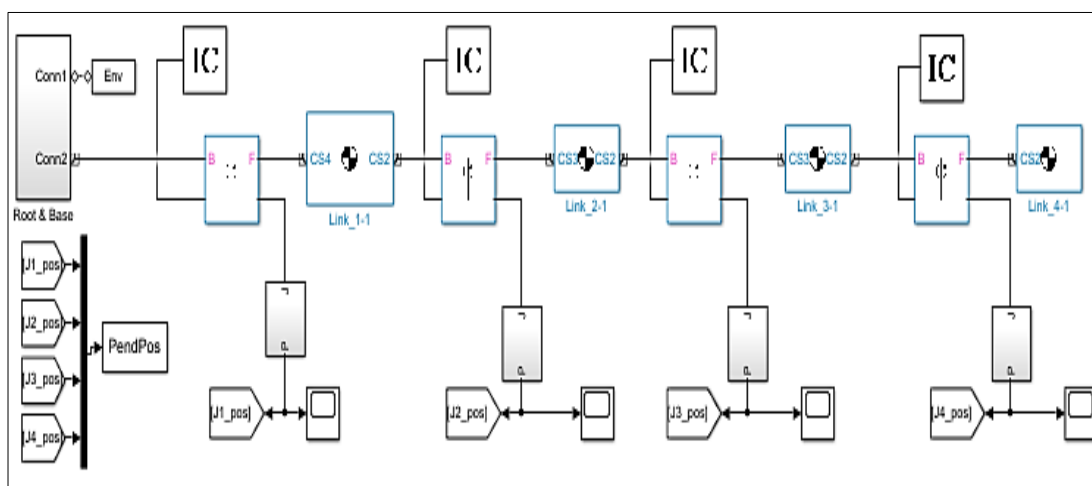 IC
IC
IC
IC
Conn1
Env
Conn2
B F
CS4 CS2
B F
CS3 CS2
B F
CS3 CS2
B F
CS2
Root & Base
Link_1-1
Link_2-1
Link_3-1
Link_4-1
[J1_pos]
[J2_pos]
[J3_pos]
[J4_pos]
PendPos
J
P
J
P
J
P
J
P
[J1_pos]
[J2_pos]
[J3_pos]
[J4_pos]